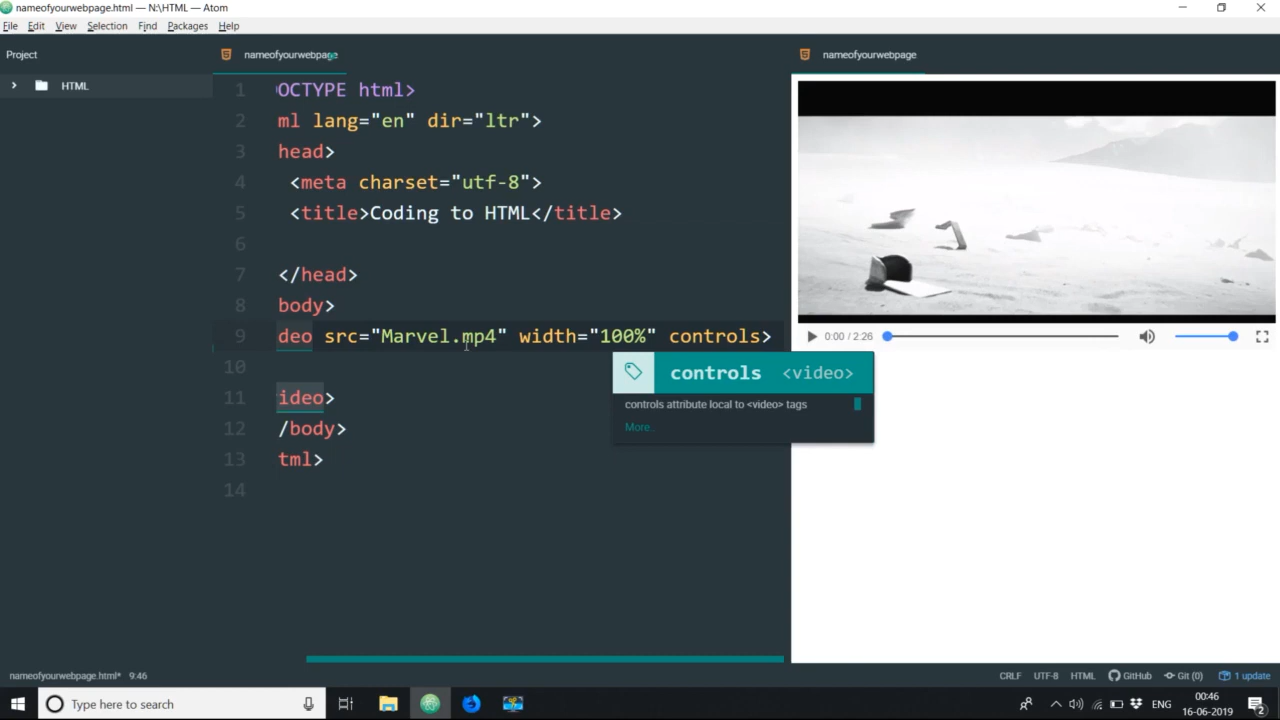 nameofyourwebpage.html — N:\HTML — Atom
File Edit View Selection Find Packages Help
Project
HTML
nameofyourwebpage
nameofyourwebpage
1 OCTYPE html>
2 ml lang="en" dir="ltr">
3 head>
4 <meta charset="utf-8">
5 <title>Coding to HTML</title>
6
7 </head>
8 body>
9 deo src="Marvel.mp4" width="100%" controls>
10
11 ideo>
12 /body>
13 tml>
14
controls <video>
controls attribute local to <video> tags
More..
0:00 / 2:26
nameofyourwebpage.html* 9:46
CRLF UTF-8 HTML GitHub Git (0) 1 update
Type here to search
ENG
00:46
16-06-2019
2